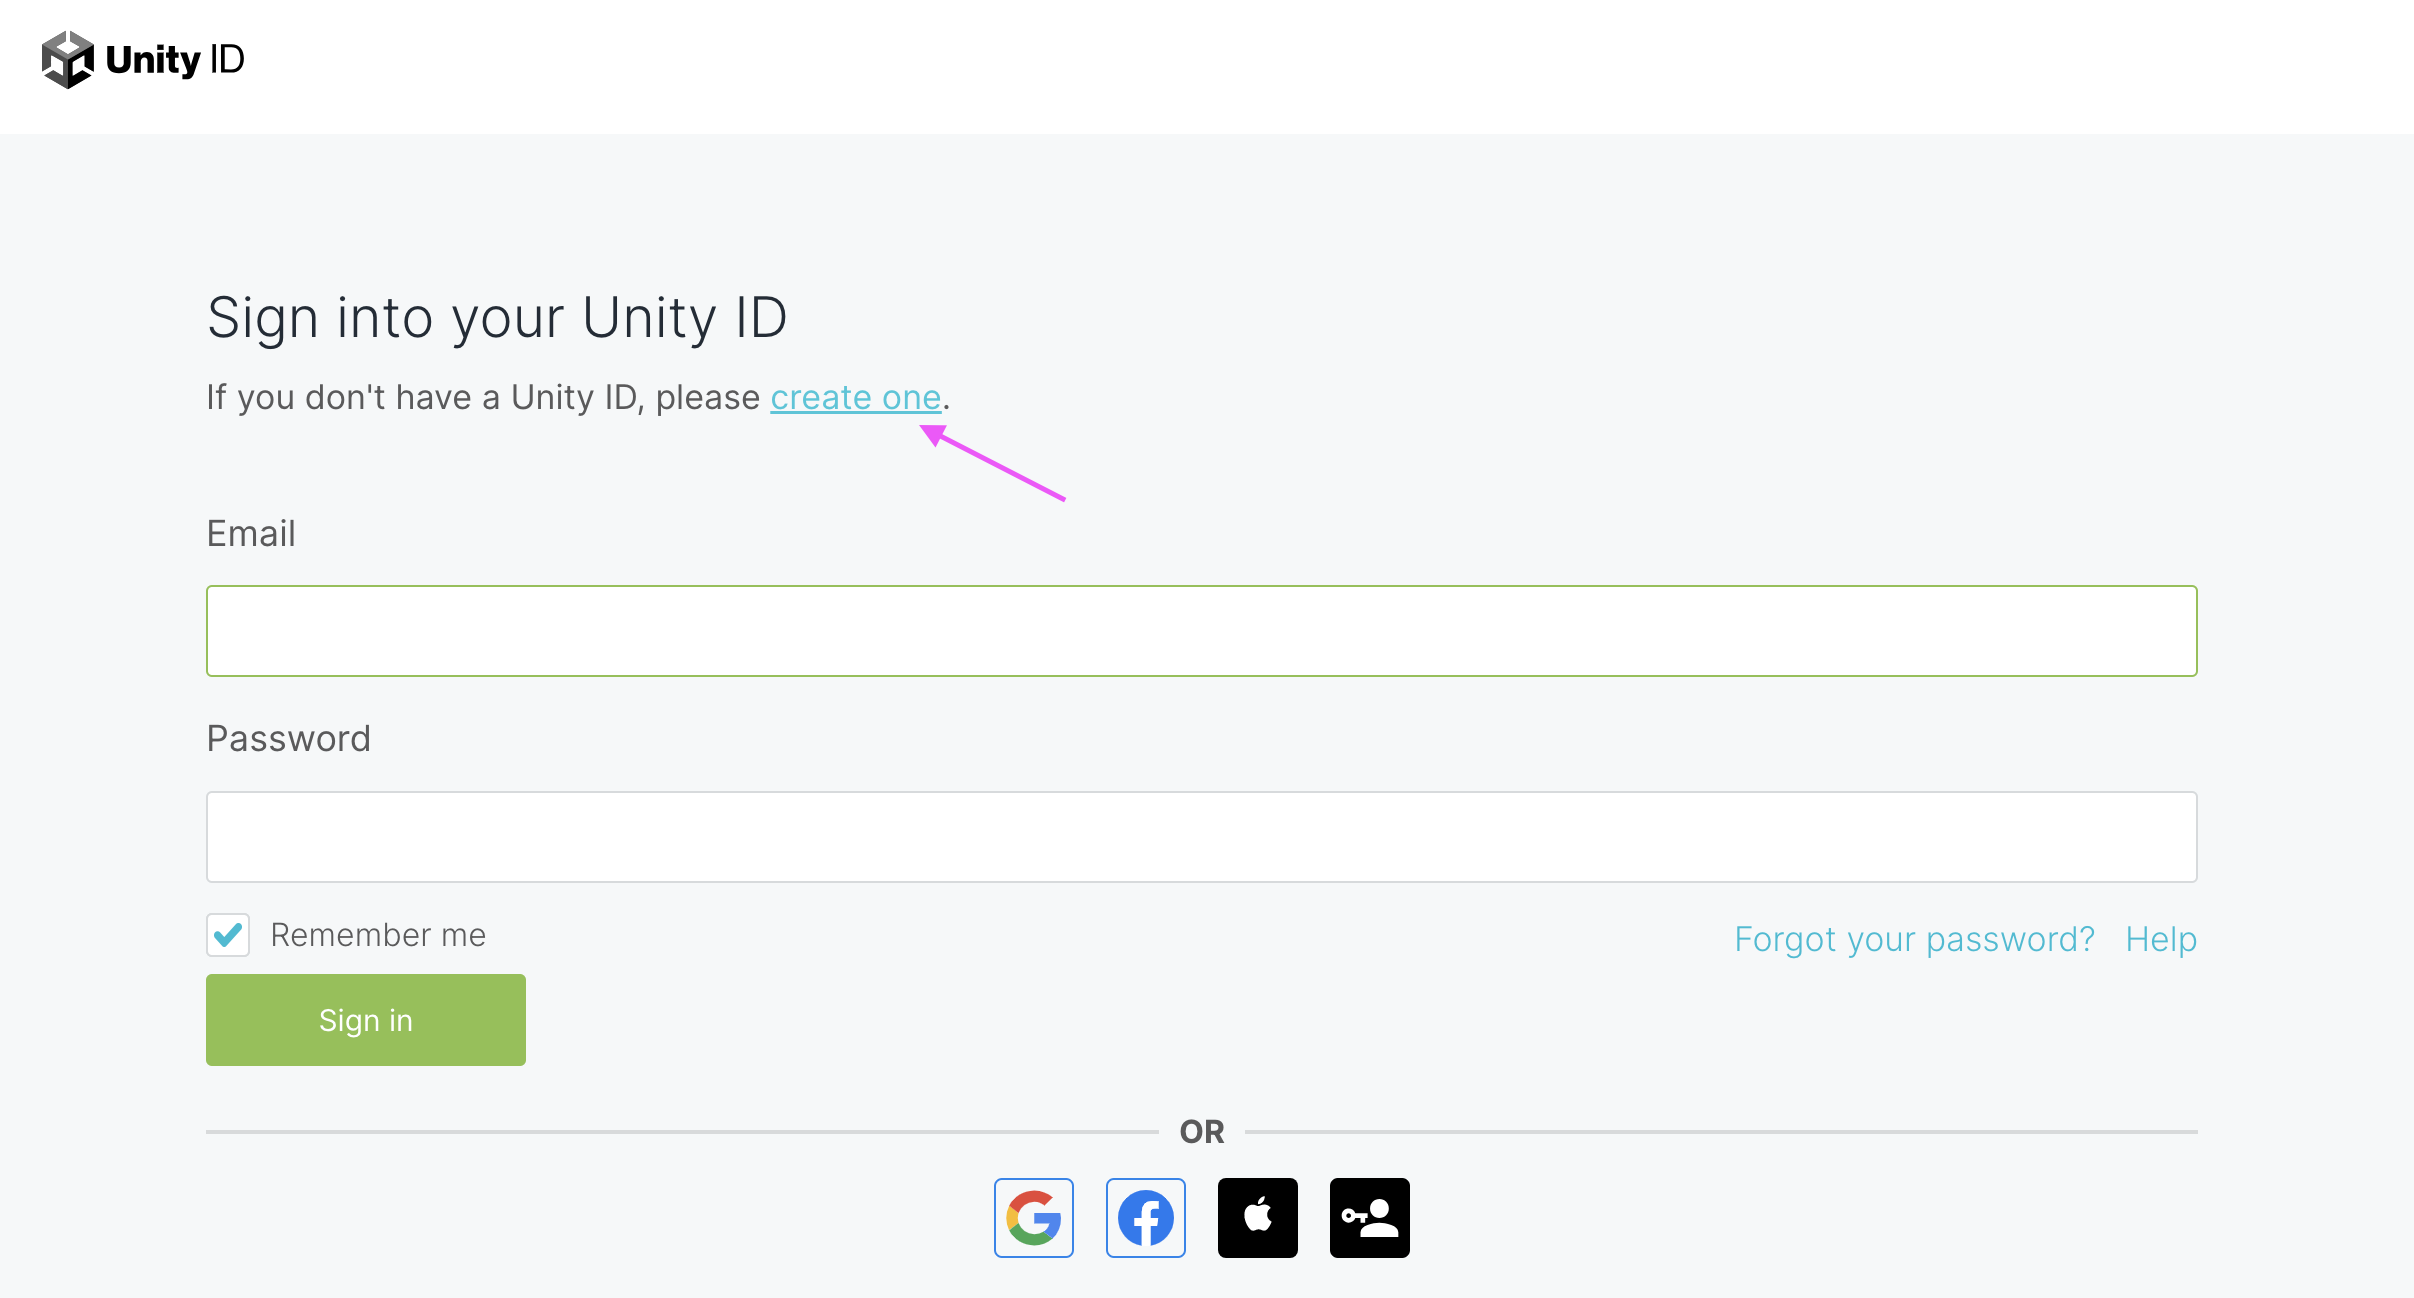 Unity ID
Sign into your Unity ID
If you don't have a Unity ID, please create one.
Email
Password
Remember me
Forgot your password? Help
Sign in
OR